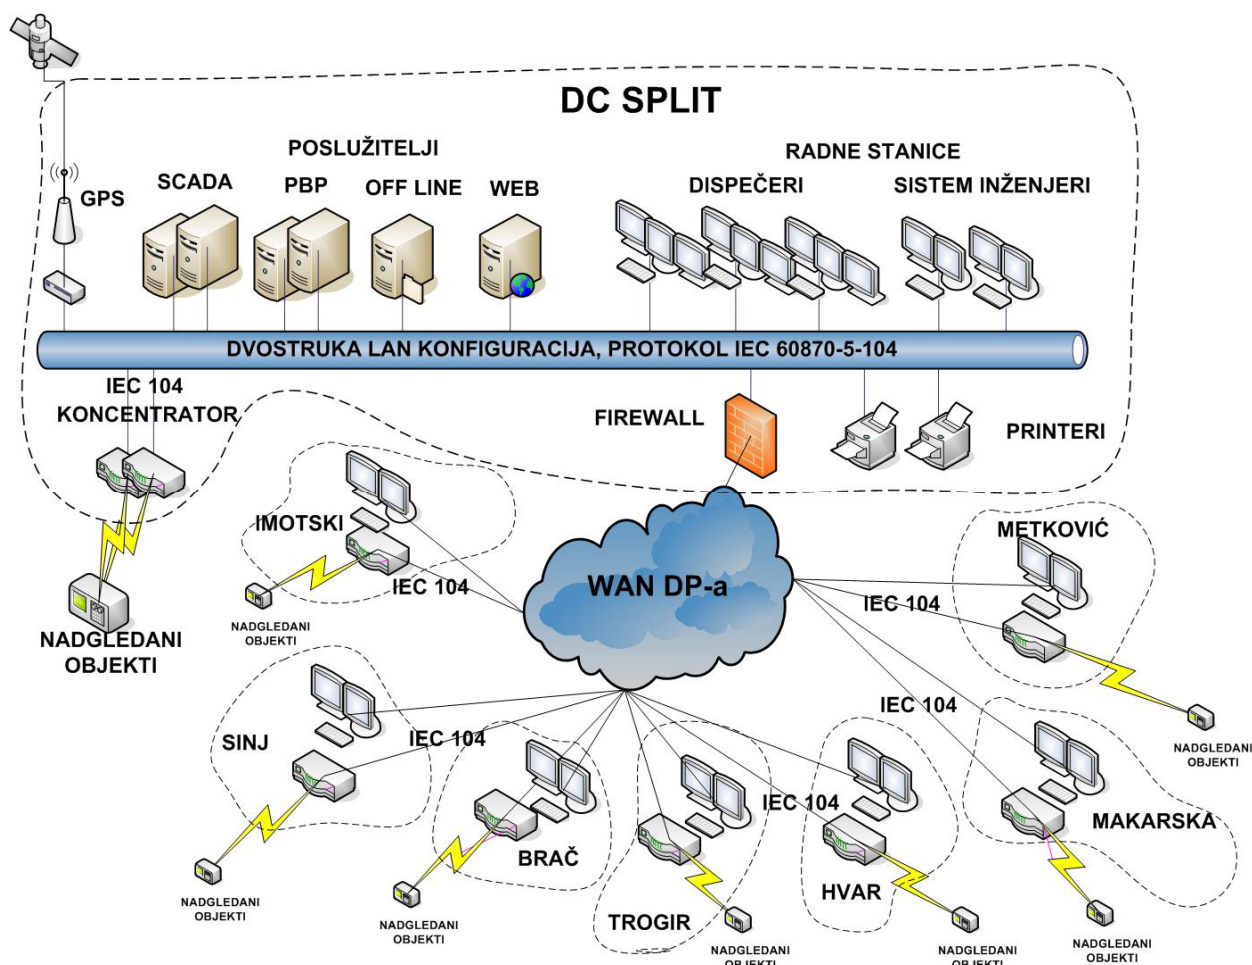 DC SPLIT
POSLUŽITELJI
RADNE STANICE
GPS
SCADA
PBP
OFF LINE
WEB
DISPEČERI
SISTEM INŽENJERI
DVOSTRUKA LAN KONFIGURACIJA, PROTOKOL IEC 60870-5-104
IEC 104
KONCENTRATOR
FIREWALL
PRINTERI
NADGLEDANI
OBJEKTI
IMOTSKI
IEC 104
NADGLEDANI
OBJEKTI
WAN DP-a
METKOVIĆ
IEC 104
NADGLEDANI
OBJEKTI
SINJ
IEC 104
NADGLEDANI
OBJEKTI
BRAČ
NADGLEDANI
OBJEKTI
TROGIR
NADGLEDANI
OBJEKTI
IEC 104
HVAR
NADGLEDANI
OBJEKTI
IEC 104
MAKARSKA
NADGLEDANI
OBJEKTI